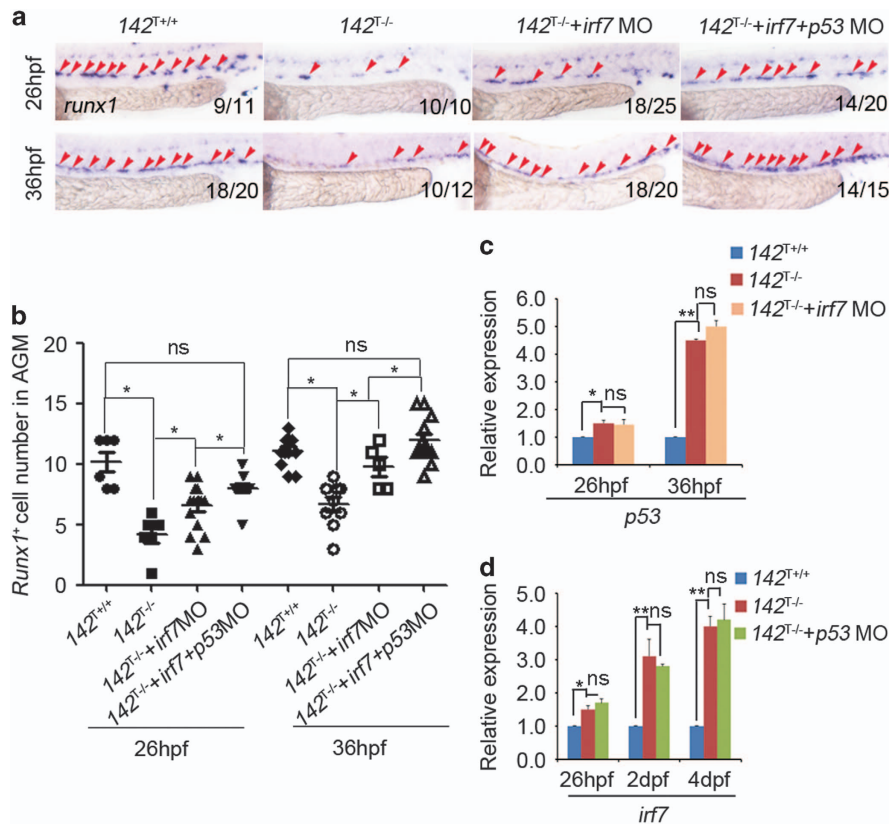 a
142T+/+ 142T-/- 142T-/-+irf7 MO 142T-/-+irf7+p53 MO
26hpf
runx1 9/11 10/10 18/25 14/20
36hpf
18/20 10/12 18/20 14/15
b
Runx1+ cell number in AGM
20
15
10
5
0
ns
* * *
ns
* * *
142T+/+
142T-/-
142T-/-+irf7MO
142T-/-+irf7+p53MO
142T+/+
142T-/-
142T-/-+irf7MO
142T-/-+irf7+p53MO
26hpf 36hpf
c
142T+/+
142T-/-
142T-/-+irf7 MO
Relative expression
6.0
5.0
4.0
3.0
2.0
1.0
0.0
* ns
** ns
26hpf 36hpf
p53
d
142T+/+
142T-/-
142T-/-+p53 MO
Relative expression
5.0
4.0
3.0
2.0
1.0
0.0
* ns
** ns
** ns
26hpf 2dpf 4dpf
irf7